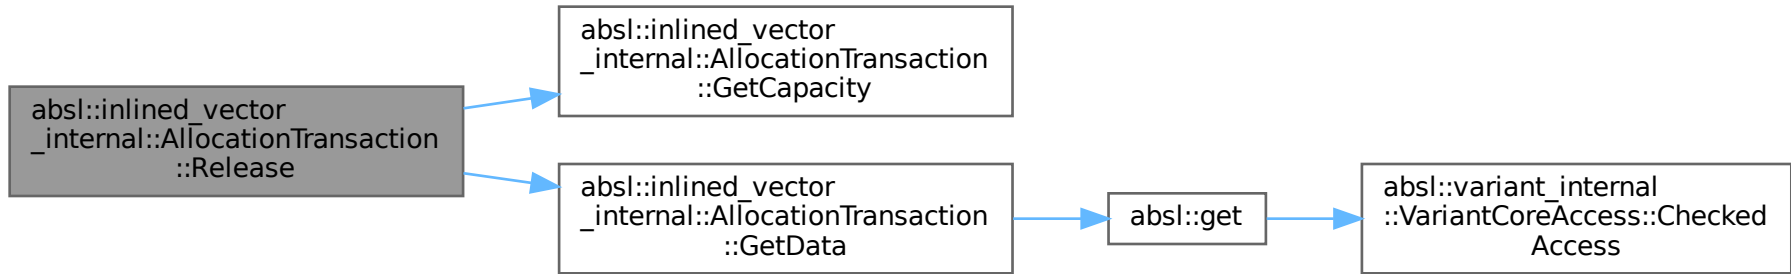 absl::inlined_vector
_internal::AllocationTransaction
::Release
absl::inlined_vector
_internal::AllocationTransaction
::GetCapacity
absl::inlined_vector
_internal::AllocationTransaction
::GetData
absl::get
absl::variant_internal
::VariantCoreAccess::Checked
Access